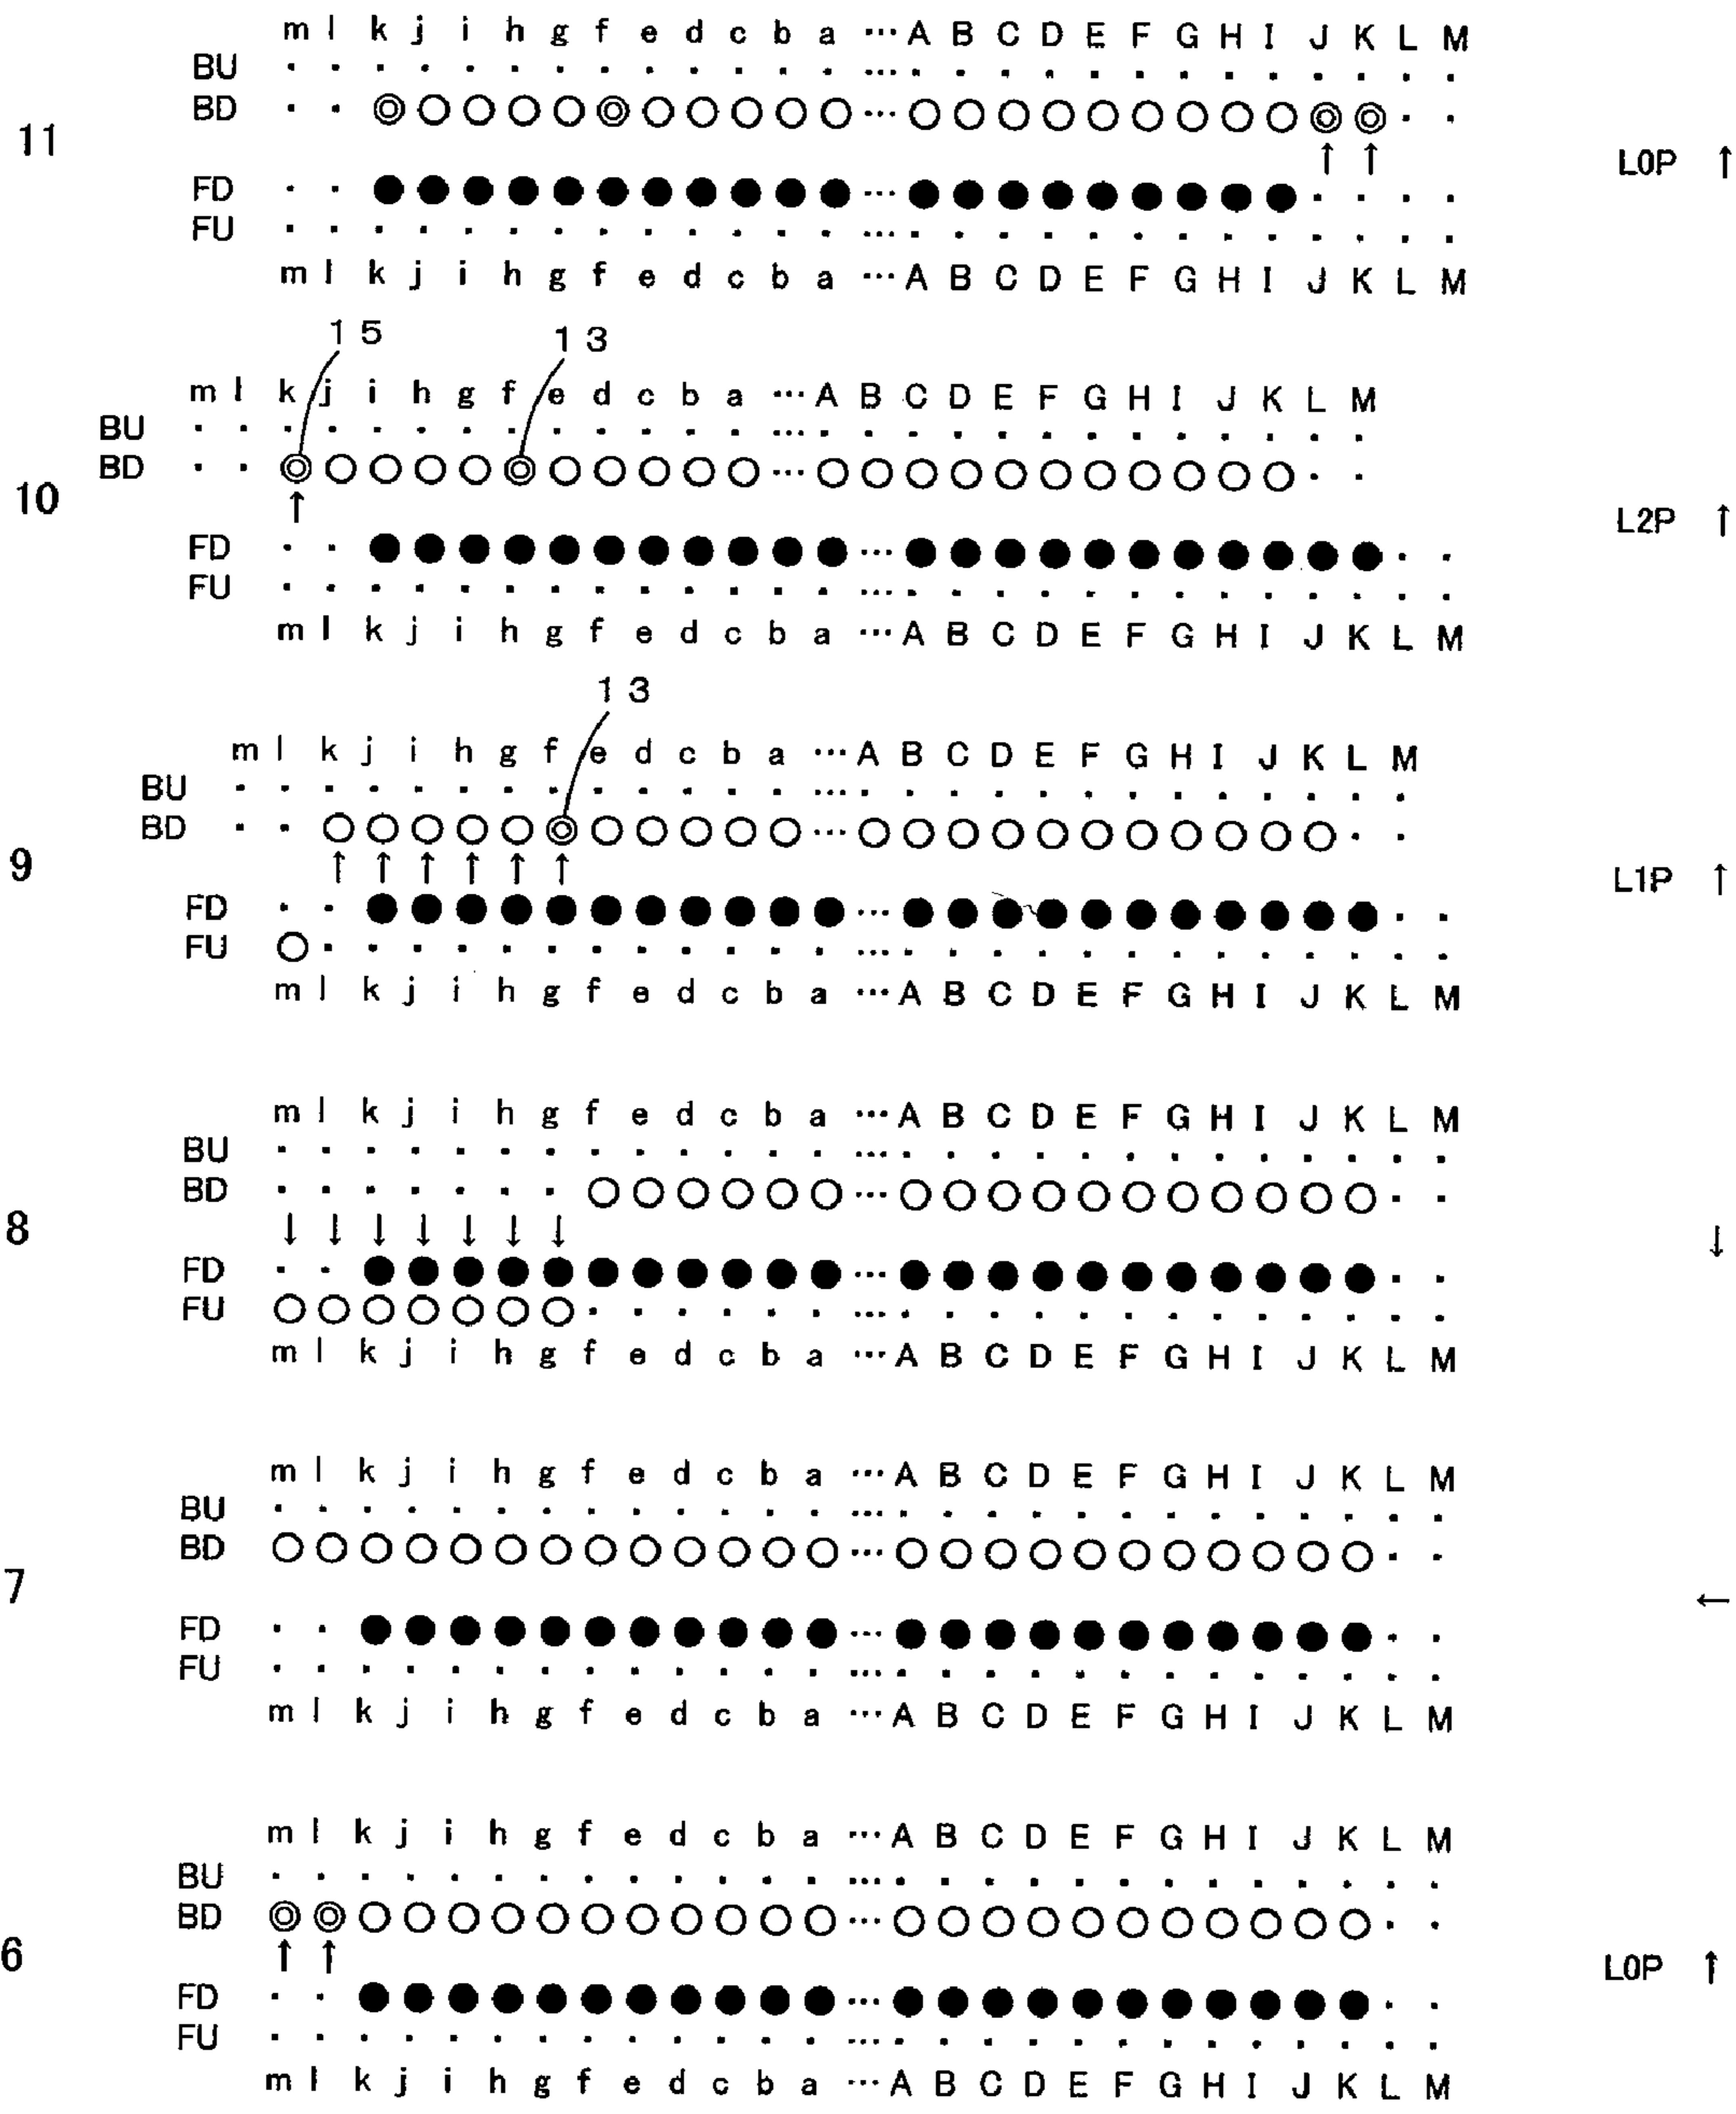 m l k j i h g f e d c b a ··· A B C D E F G H I J K L M
BU
BD
11
L0P ↑
FD
FU
m l k j i h g f e d c b a ··· A B C D E F G H I J K L M
15 13
m l k j i h g f e d c b a ··· A B C D E F G H I J K L M
BU
BD
10
L2P ↑
FD
FU
m l k j i h g f e d c b a ··· A B C D E F G H I J K L M
13
m l k j i h g f e d c b a ··· A B C D E F G H I J K L M
BU
BD
9
L1P ↑
FD
FU
m l k j i h g f e d c b a ··· A B C D E F G H I J K L M
m l k j i h g f e d c b a ··· A B C D E F G H I J K L M
BU
BD
8 ↓
FD
FU
m l k j i h g f e d c b a ··· A B C D E F G H I J K L M
m l k j i h g f e d c b a ··· A B C D E F G H I J K L M
BU
BD
7 ←
FD
FU
m l k j i h g f e d c b a ··· A B C D E F G H I J K L M
m l k j i h g f e d c b a ··· A B C D E F G H I J K L M
BU
BD
6
L0P ↑
FD
FU
m l k j i h g f e d c b a ··· A B C D E F G H I J K L M